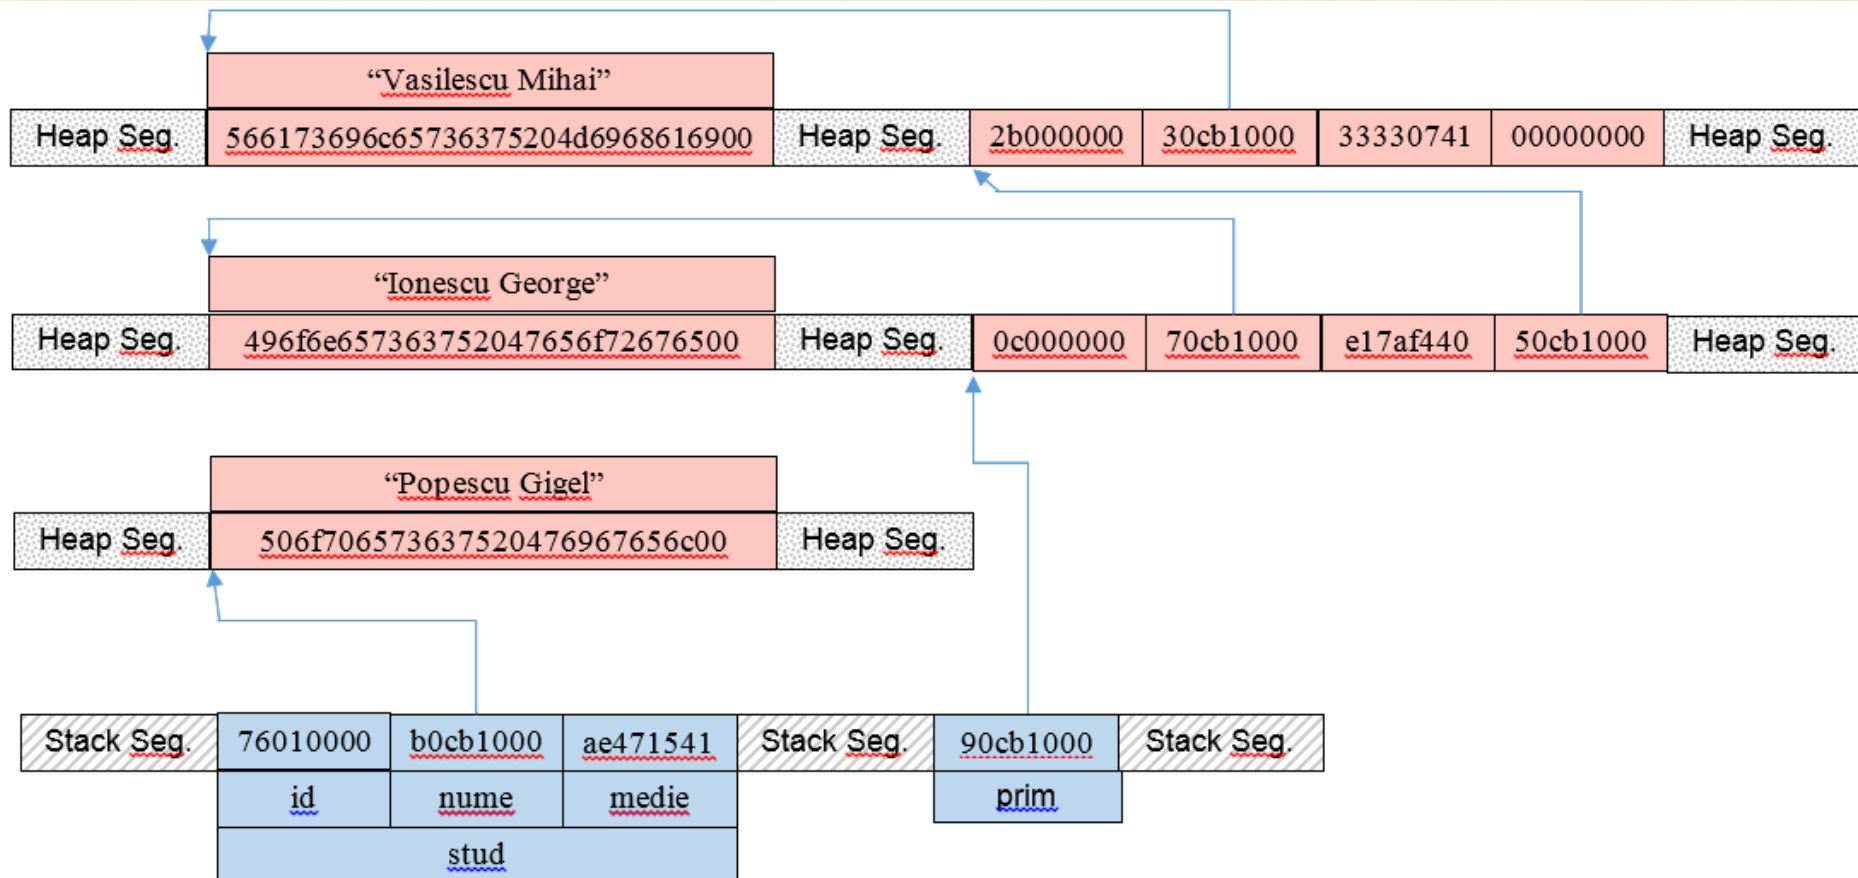 “Vasilescu Mihai”
Heap Seg. 566173696c65736375204d6968616900 Heap Seg. 2b000000 30cb1000 33330741 00000000 Heap Seg.
“Ionescu George”
Heap Seg. 496f6e657363752047656f72676500 Heap Seg. 0c000000 70cb1000 e17af440 50cb1000 Heap Seg.
“Popescu Gigel”
Heap Seg. 506f706573637520476967656c00 Heap Seg.
Stack Seg. 76010000 b0cb1000 ae471541 Stack Seg. 90cb1000 Stack Seg.
id nume medie prim
stud